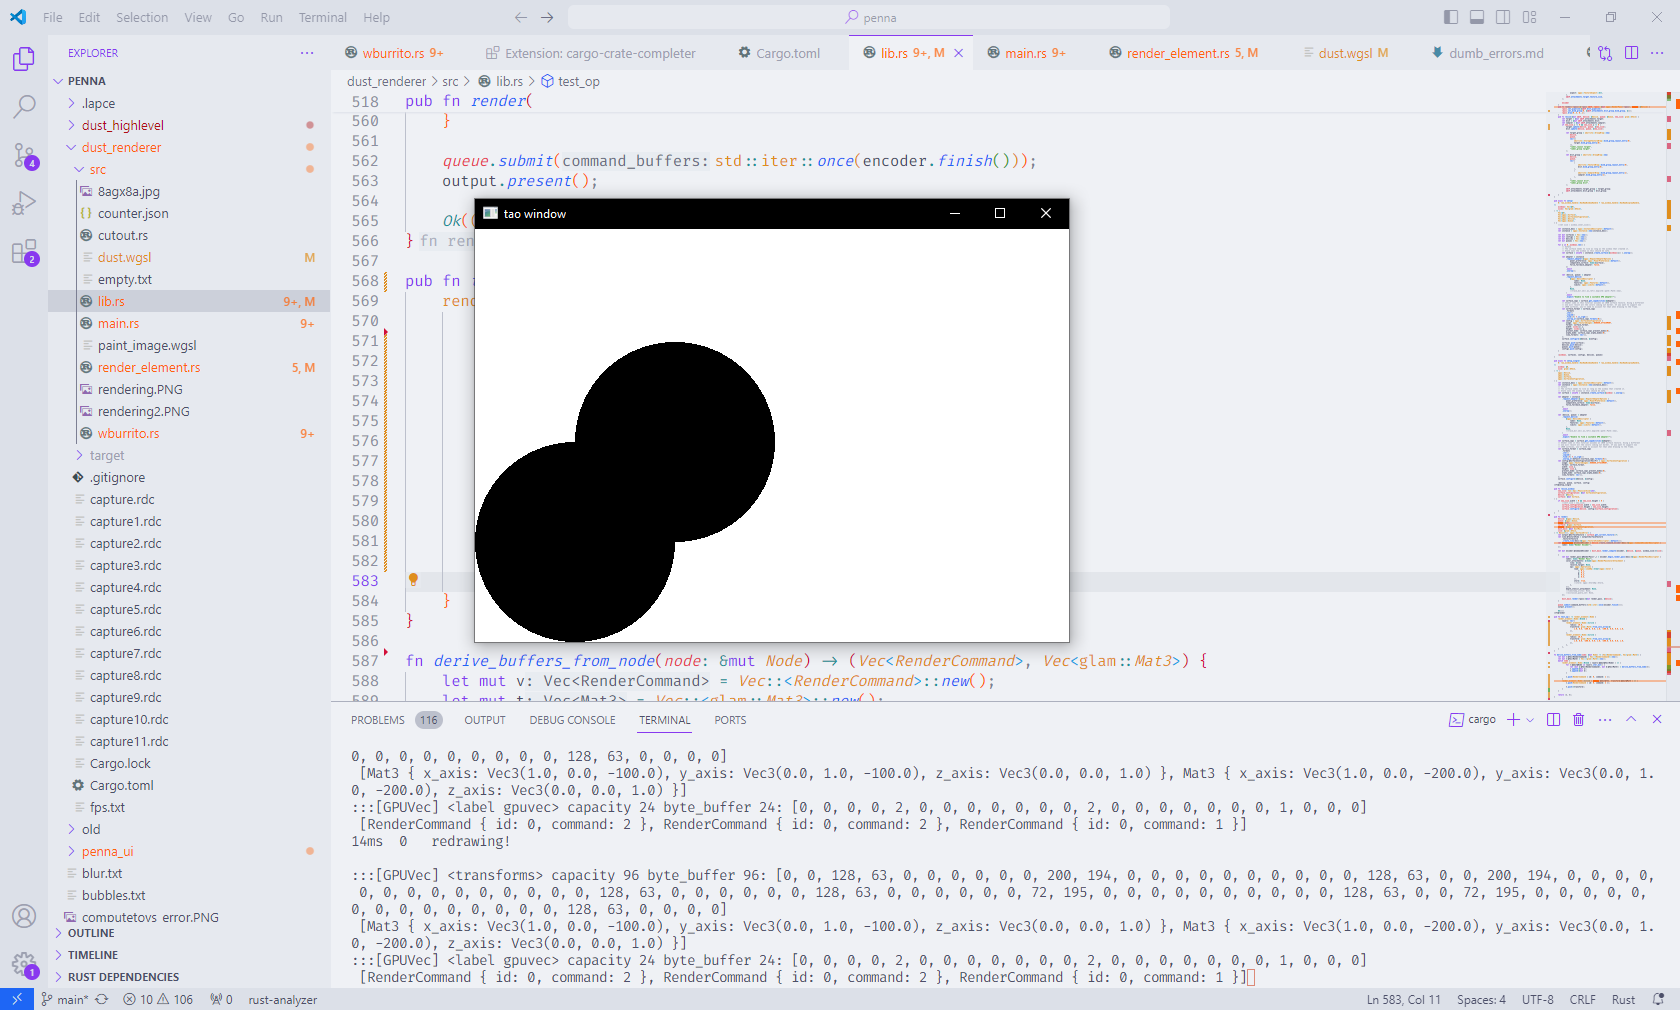 File Edit Selection View Go Run Terminal Help
penna
EXPLORER
PENNA
.lapce
dust_highlevel
dust_renderer
src
8agx8a.jpg
counter.json
cutout.rs
dust.wgsl M
empty.txt
lib.rs 9+, M
main.rs 9+
paint_image.wgsl
render_element.rs 5, M
rendering.PNG
rendering2.PNG
wburrito.rs 9+
target
.gitignore
capture.rdc
capture1.rdc
capture2.rdc
capture3.rdc
capture4.rdc
capture5.rdc
capture6.rdc
capture7.rdc
capture8.rdc
capture9.rdc
capture10.rdc
capture11.rdc
Cargo.lock
Cargo.toml
fps.txt
old
penna_ui
blur.txt
bubbles.txt
computetoys_error.PNG
OUTLINE
TIMELINE
RUST DEPENDENCIES
4
2
1
wburrito.rs 9+ Extension: cargo-crate-completer Cargo.toml lib.rs 9+, M main.rs 9+ render_element.rs 5, M dust.wgsl M dumb_errors.md
dust_renderer > src > lib.rs > test_op
518 pub fn render(
560 }
561
562 queue.submit(command_buffers: std::iter::once(encoder.finish()));
563 output.present();
564
565 Ok((
566 } fn ren
567
568 pub fn
569 rend
570
571
572
573
574
575
576
577
578
579
580
581
582
583
584 }
585 }
586
587 fn derive_buffers_from_node(node: &mut Node) -> (Vec<RenderCommand>, Vec<glam::Mat3>) {
588 let mut v: Vec<RenderCommand> = Vec::<RenderCommand>::new();
589 let mut t: Vec<Mat3> = Vec::<glam::Mat3>::new();
tao window
PROBLEMS 116 OUTPUT DEBUG CONSOLE TERMINAL PORTS
cargo
0, 0, 0, 0, 0, 0, 0, 0, 0, 128, 63, 0, 0, 0, 0]
[Mat3 { x_axis: Vec3(1.0, 0.0, -100.0), y_axis: Vec3(0.0, 1.0, -100.0), z_axis: Vec3(0.0, 0.0, 1.0) }, Mat3 { x_axis: Vec3(1.0, 0.0, -200.0), y_axis: Vec3(0.0, 1.
0, -200.0), z_axis: Vec3(0.0, 0.0, 1.0) }]
:::[GPUVec] <label gpuvec> capacity 24 byte_buffer 24: [0, 0, 0, 0, 2, 0, 0, 0, 0, 0, 0, 0, 2, 0, 0, 0, 0, 0, 0, 0, 1, 0, 0, 0]
[RenderCommand { id: 0, command: 2 }, RenderCommand { id: 0, command: 2 }, RenderCommand { id: 0, command: 1 }]
14ms 0 redrawing!
:::[GPUVec] <transforms> capacity 96 byte_buffer 96: [0, 0, 128, 63, 0, 0, 0, 0, 0, 0, 200, 194, 0, 0, 0, 0, 0, 0, 0, 0, 0, 0, 128, 63, 0, 0, 200, 194, 0, 0, 0, 0,
0, 0, 0, 0, 0, 0, 0, 0, 0, 0, 128, 63, 0, 0, 0, 0, 0, 0, 128, 63, 0, 0, 0, 0, 0, 0, 72, 195, 0, 0, 0, 0, 0, 0, 0, 0, 0, 0, 128, 63, 0, 0, 72, 195, 0, 0, 0, 0, 0,
0, 0, 0, 0, 0, 0, 0, 0, 0, 128, 63, 0, 0, 0, 0]
[Mat3 { x_axis: Vec3(1.0, 0.0, -100.0), y_axis: Vec3(0.0, 1.0, -100.0), z_axis: Vec3(0.0, 0.0, 1.0) }, Mat3 { x_axis: Vec3(1.0, 0.0, -200.0), y_axis: Vec3(0.0, 1.
0, -200.0), z_axis: Vec3(0.0, 0.0, 1.0) }]
:::[GPUVec] <label gpuvec> capacity 24 byte_buffer 24: [0, 0, 0, 0, 2, 0, 0, 0, 0, 0, 0, 0, 2, 0, 0, 0, 0, 0, 0, 0, 1, 0, 0, 0]
[RenderCommand { id: 0, command: 2 }, RenderCommand { id: 0, command: 2 }, RenderCommand { id: 0, command: 1 }]
main* 10 106 0 rust-analyzer Ln 583, Col 11 Spaces: 4 UTF-8 CRLF Rust